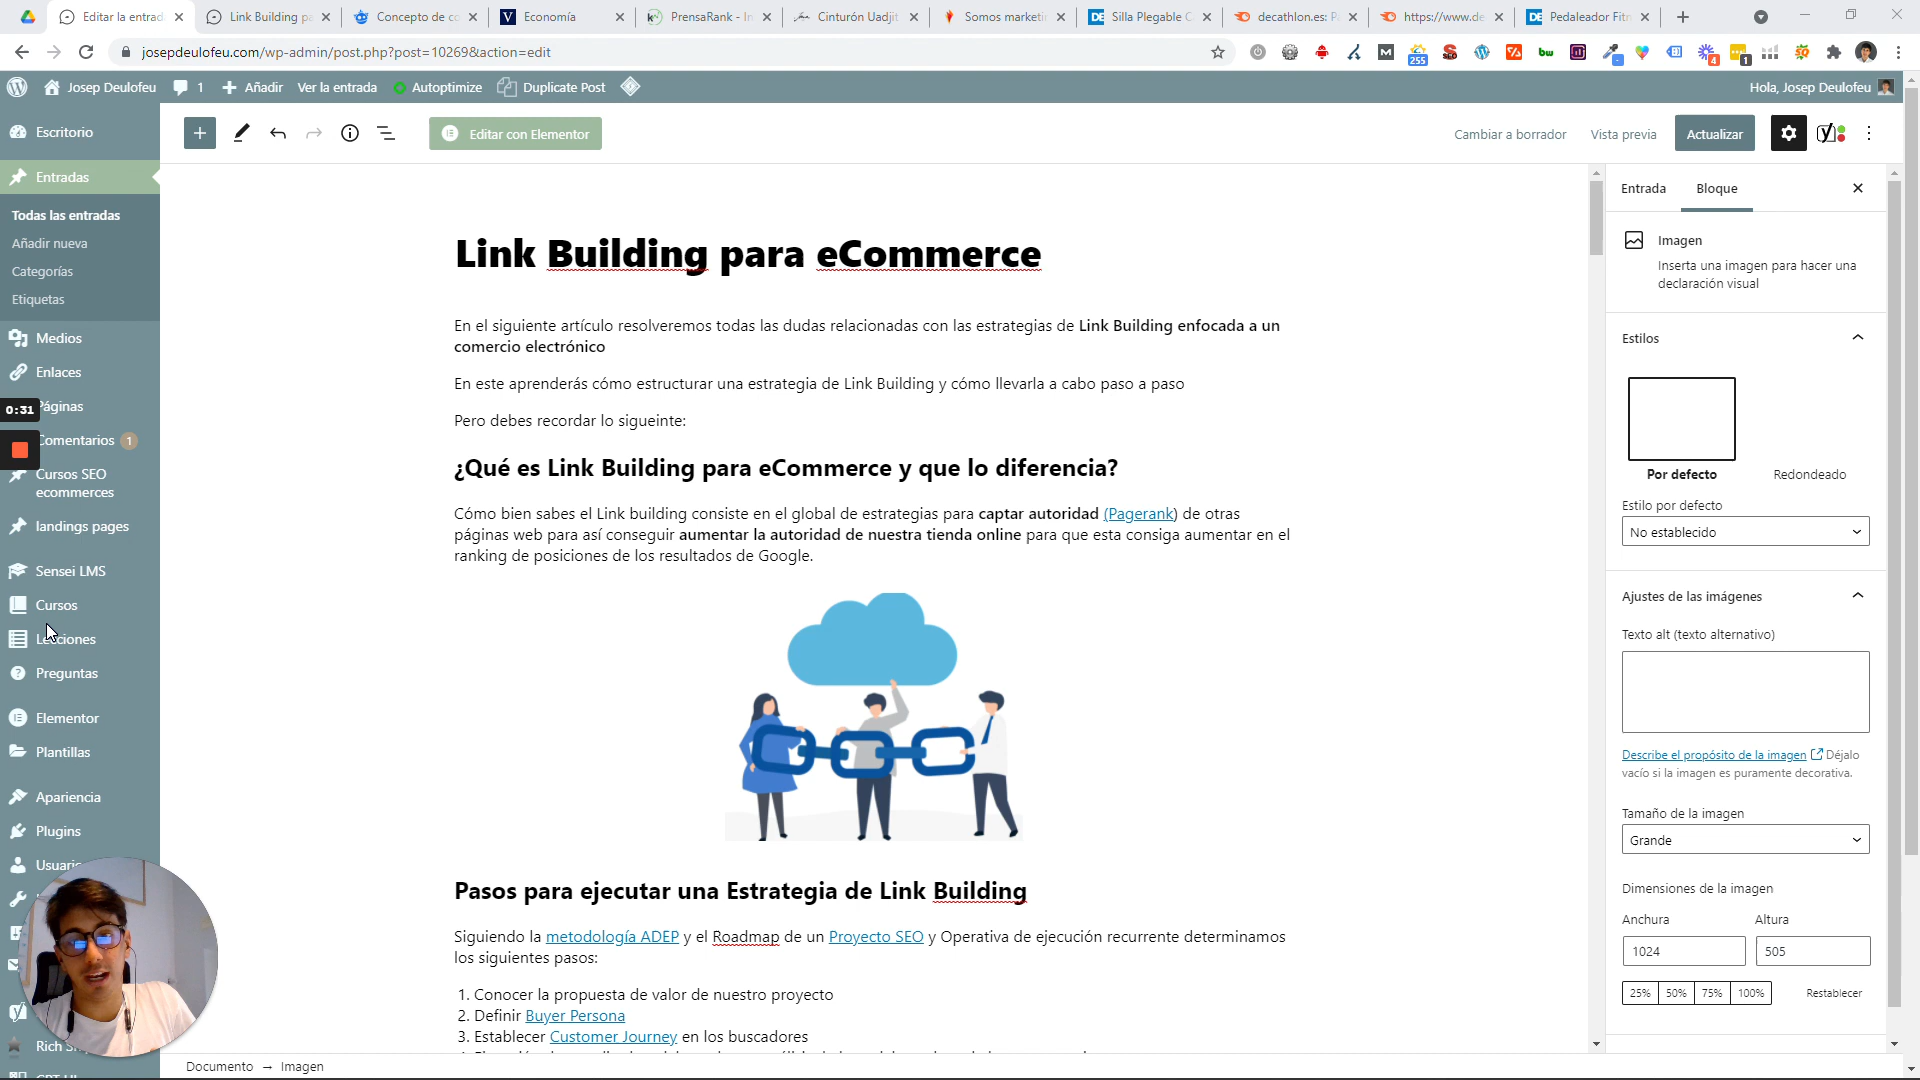 Editar la entrad
Link Building pa
Concepto de co
Economía
PrensaRank - In
Cinturón Uadjit
Somos marketi
Silla Plegable C
decathlon.es: P
https://www.de
Pedaleador Fit
josepdeulofeu.com/wp-admin/post.php?post=10269&action=edit
255
4
1
Josep Deulofeu
1
Añadir
Ver la entrada
Autoptimize
Duplicate Post
Hola, Josep Deulofeu
Escritorio
Entradas
Todas las entradas
Añadir nueva
Categorías
Etiquetas
Medios
Enlaces
Páginas
Comentarios 1
Cursos SEO
ecommerces
landings pages
Sensei LMS
Cursos
Lecciones
Preguntas
Elementor
Plantillas
Apariencia
Plugins
Usuario
Rich
0:31
Editar con Elementor
Cambiar a borrador
Vista previa
Actualizar
Link Building para eCommerce
En el siguiente artículo resolveremos todas las dudas relacionadas con las estrategias de Link Building enfocada a un
comercio electrónico
En este aprenderás cómo estructurar una estrategia de Link Building y cómo llevarla a cabo paso a paso
Pero debes recordar lo sigueinte:
¿Qué es Link Building para eCommerce y que lo diferencia?
Cómo bien sabes el Link building consiste en el global de estrategias para captar autoridad (Pagerank) de otras
páginas web para así conseguir aumentar la autoridad de nuestra tienda online para que esta consiga aumentar en el
ranking de posiciones de los resultados de Google.
Pasos para ejecutar una Estrategia de Link Building
Siguiendo la metodología ADEP y el Roadmap de un Proyecto SEO y Operativa de ejecución recurrente determinamos
los siguientes pasos:
1. Conocer la propuesta de valor de nuestro proyecto
2. Definir Buyer Persona
3. Establecer Customer Journey en los buscadores
Documento → Imagen
Entrada
Bloque
Imagen
Inserta una imagen para hacer una
declaración visual
Estilos
Por defecto
Redondeado
Estilo por defecto
No establecido
Ajustes de las imágenes
Texto alt (texto alternativo)
Describe el propósito de la imagen Déjalo
vacío si la imagen es puramente decorativa.
Tamaño de la imagen
Grande
Dimensiones de la imagen
Anchura
Altura
1024
505
25%
50%
75%
100%
Restablecer